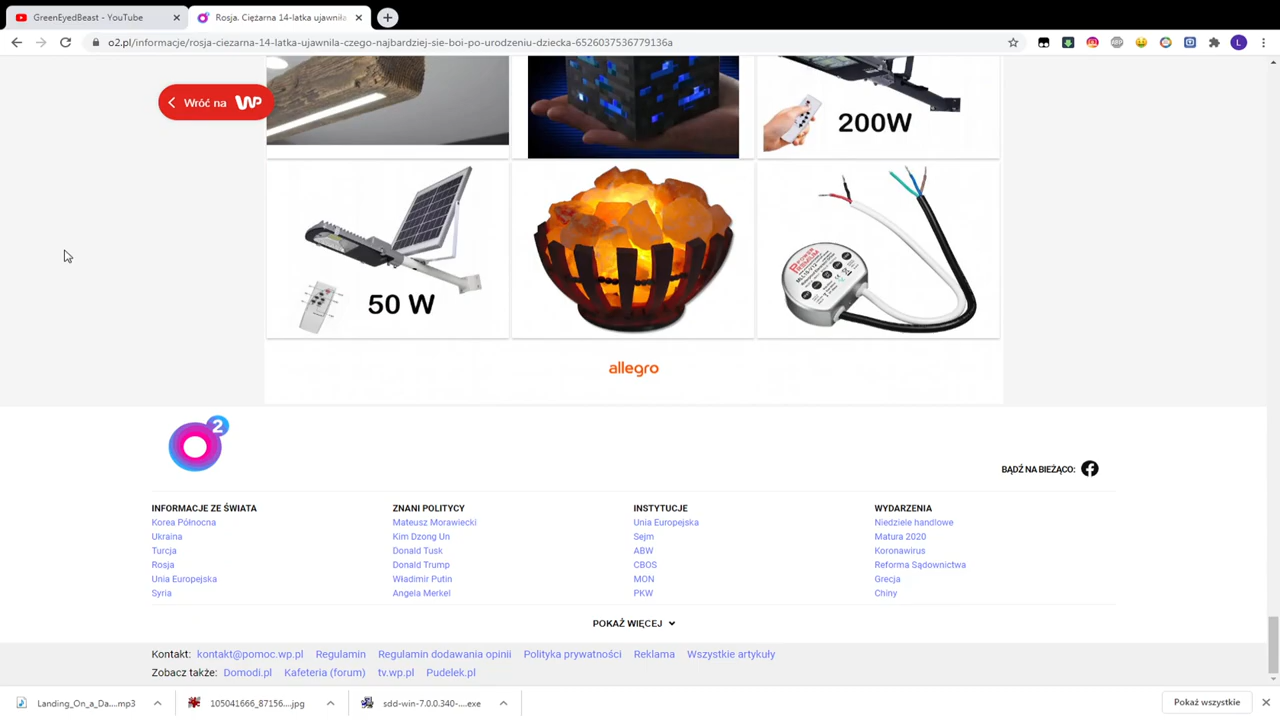 GreenEyedBeast - YouTube
Rosja. Ciężarna 14-latka ujawniła
o2.pl/informacje/rosja-ciezarna-14-latka-ujawnila-czego-najbardziej-sie-boi-po-urodzeniu-dziecka-6526037536779136a
L
Wróć na WP
200W
50 W
allegro
O2
BĄDŹ NA BIEŻĄCO:
INFORMACJE ZE ŚWIATA
Korea Północna
Ukraina
Turcja
Rosja
Unia Europejska
Syria
ZNANI POLITYCY
Mateusz Morawiecki
Kim Dzong Un
Donald Tusk
Donald Trump
Władimir Putin
Angela Merkel
INSTYTUCJE
Unia Europejska
Sejm
ABW
CBOS
MON
PKW
WYDARZENIA
Niedziele handlowe
Matura 2020
Koronawirus
Reforma Sądownictwa
Grecja
Chiny
POKAŻ WIĘCEJ
Kontakt: kontakt@pomoc.wp.pl Regulamin Regulamin dodawania opinii Polityka prywatności Reklama Wszystkie artykuły
Zobacz także: Domodi.pl Kafeteria (forum) tv.wp.pl Pudelek.pl
Landing_On_a_Da....mp3
105041666_87156....jpg
sdd-win-7.0.0.340-....exe
Pokaż wszystkie